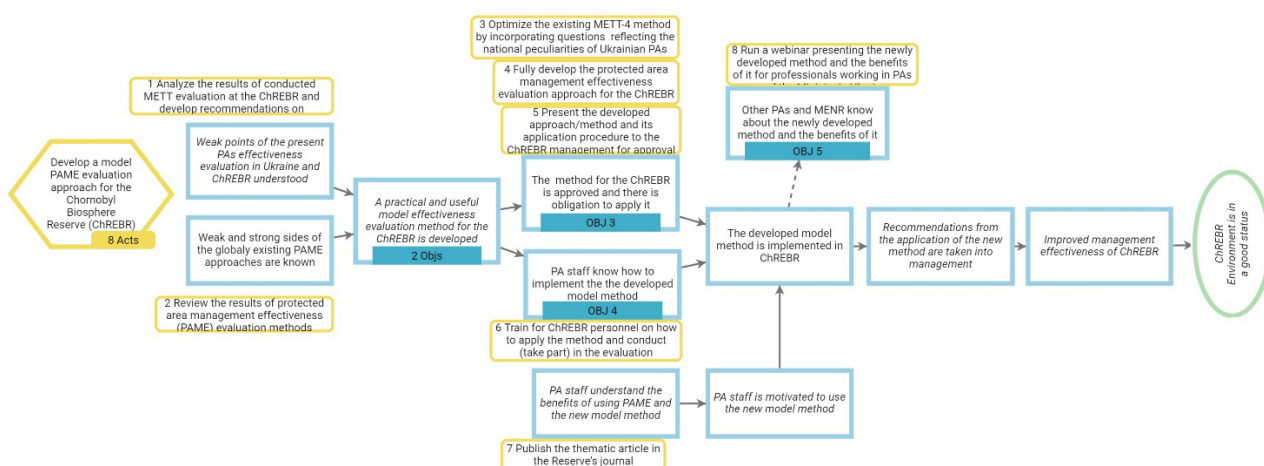 3 Optimize the existing METT-4 method
by incorporating questions reflecting
the national peculiarities of Ukrainian PAs
8 Run a webinar presenting the newly
developed method and the benefits
of it for professionals working in PAs
4 Fully develop the protected area
management effectiveness
evaluation approach for the ChREBR
1 Analyze the results of conducted
METT evaluation at the ChREBR and
develop recommendations on
5 Present the developed
approach/method and its
application procedure to the
ChREBR management for approval
Other PAs and MENR know
about the newly developed
method and the benefits of it
OBJ 5
Weak points of the present
PAs effectiveness
evaluation in Ukraine and
ChREBR understood
Develop a model
PAME evaluation
approach for the
Chornobyl
Biosphere
Reserve (ChREBR)
8 Acts
The method for the ChREBR
is approved and there is
obligation to apply it
OBJ 3
A practical and useful
model effectiveness
evaluation method for the
ChREBR is developed
2 Objs
Weak and strong sides of
the globaly existing PAME
approaches are known
The developed model
method is implemented in
ChREBR
Recommendations from
the application of the new
method are taken into
management
Improved management
effectiveness of ChREBR
ChREBR
Environment is in
a good status
PA staff know how to
implement the the developed
model method
OBJ 4
2 Review the results of protected
area management effectiveness
(PAME) evaluation methods
6 Train for ChREBR personnel on how
to apply the method and conduct
(take part) in the evaluation
PA staff understand the
benefits of using PAME and
the new model method
PA staff is motivated to use
the new model method
7 Publish the thematic article in
the Reserve's journal